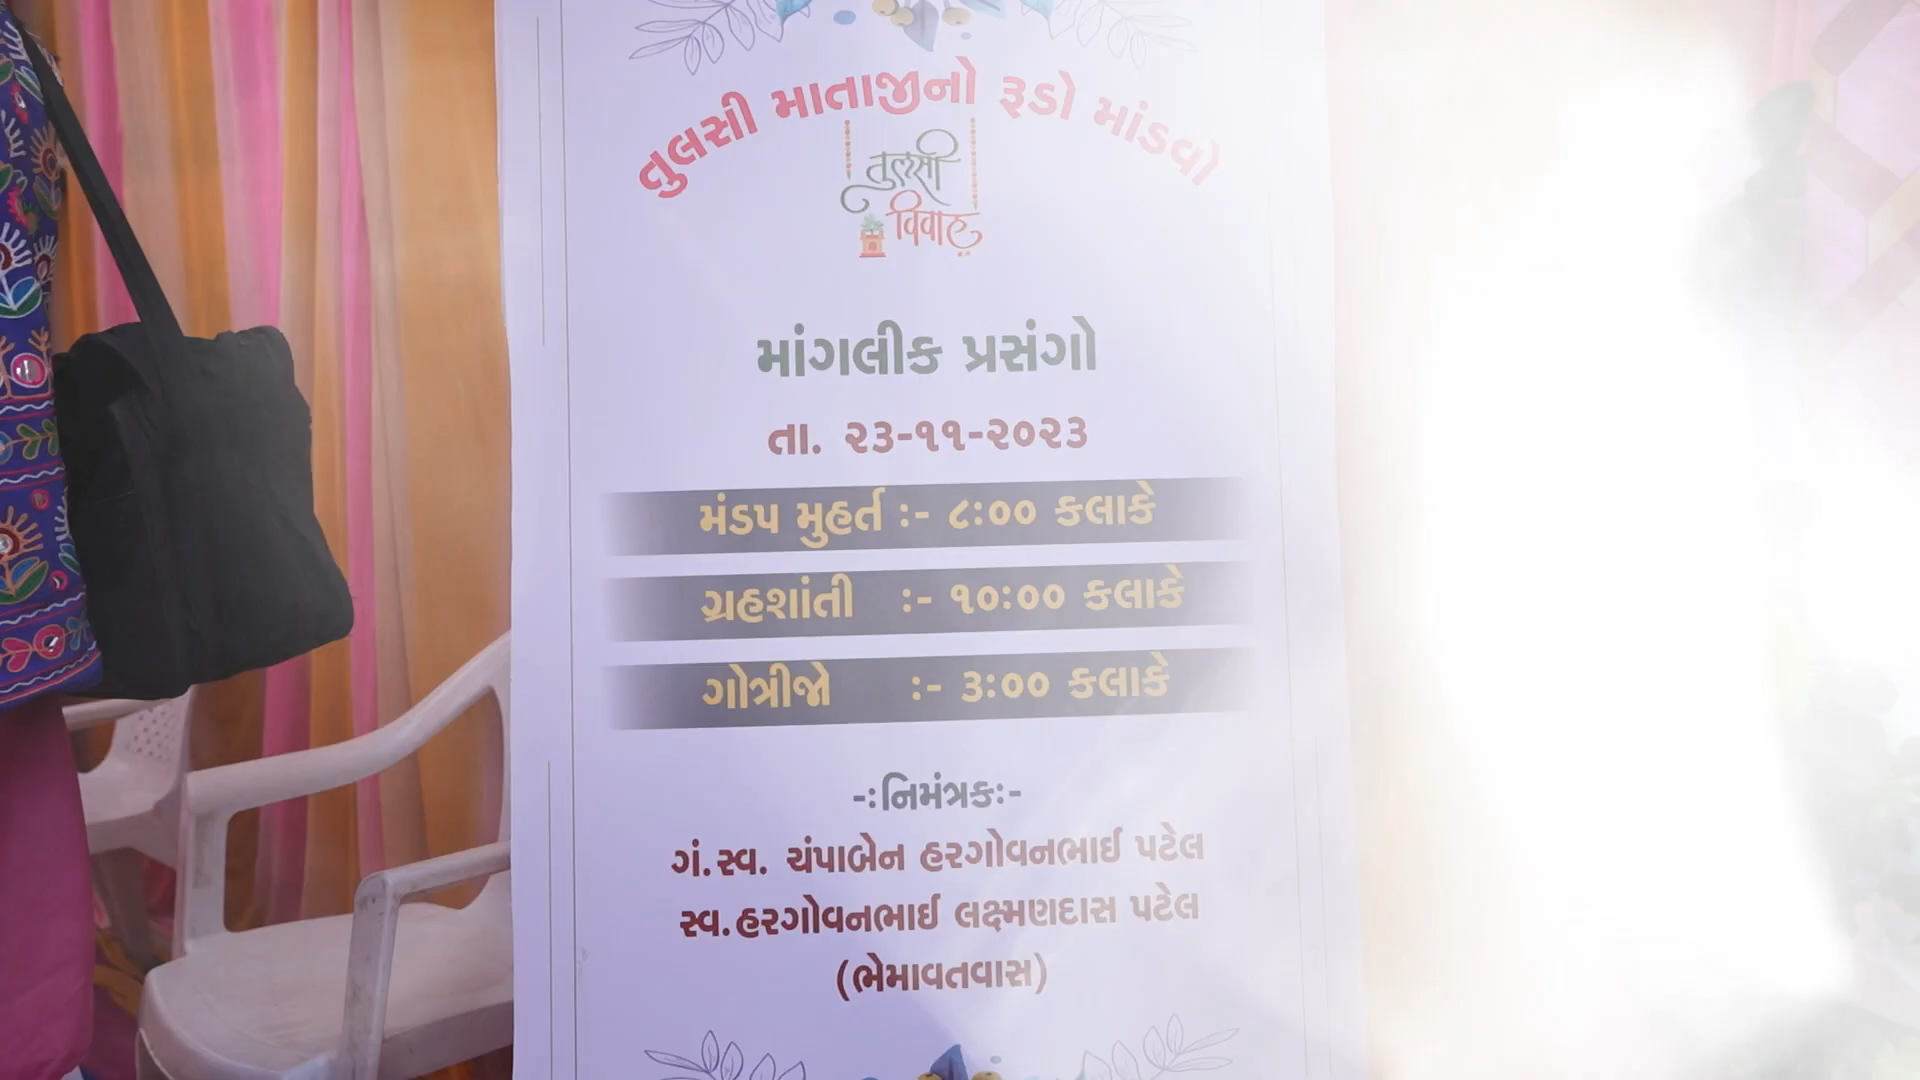 તુલસી માતાજીનો રૂડો માંડવો
तुलसी
विवाह
માંગલીક પ્રસંગો
તા. ૨૩-૧૧-૨૦૨૩
મંડપ મુહર્ત :- ૮:૦૦ કલાકે
ગ્રહશાંતી :- ૧૦:૦૦ કલાકે
ગોત્રીજો :- ૩:૦૦ કલાકે
-:નિમંત્રક:-
ગં.સ્વ. ચંપાબેન હરગોવનભાઈ પટેલ
સ્વ.હરગોવનભાઈ લક્ષ્મણદાસ પટેલ
(ભેમાવતવાસ)